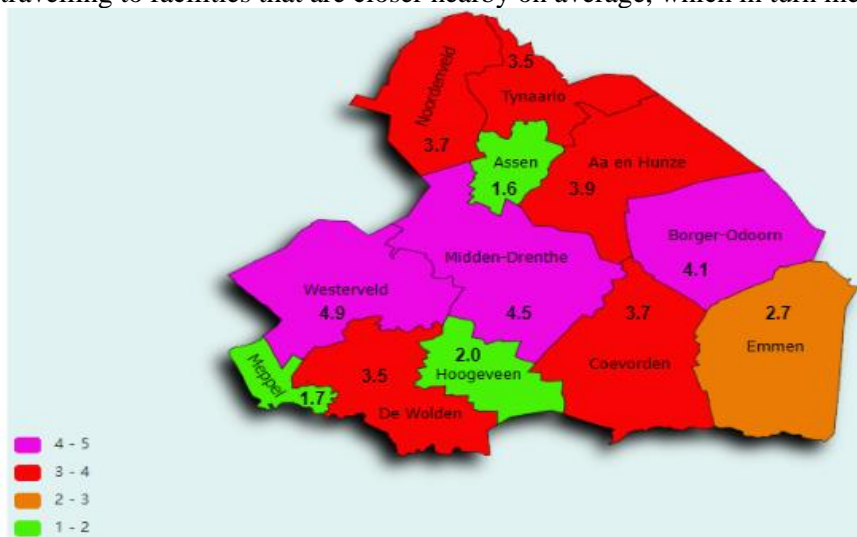 travelling to facilities that are closer nearby on average, which in turn
3.5
Tynaarlo
Noordenveld
3.7
Assen
1.6
Aa en Hunze
3.9
Borger-Odoorn
4.1
Midden-Drenthe
4.5
Westerveld
4.9
3.7
Coevorden
2.7
Emmen
2.0
Hoogeveen
Meppel
1.7
3.5
De Wolden
4 - 5
3 - 4
2 - 3
1 - 2